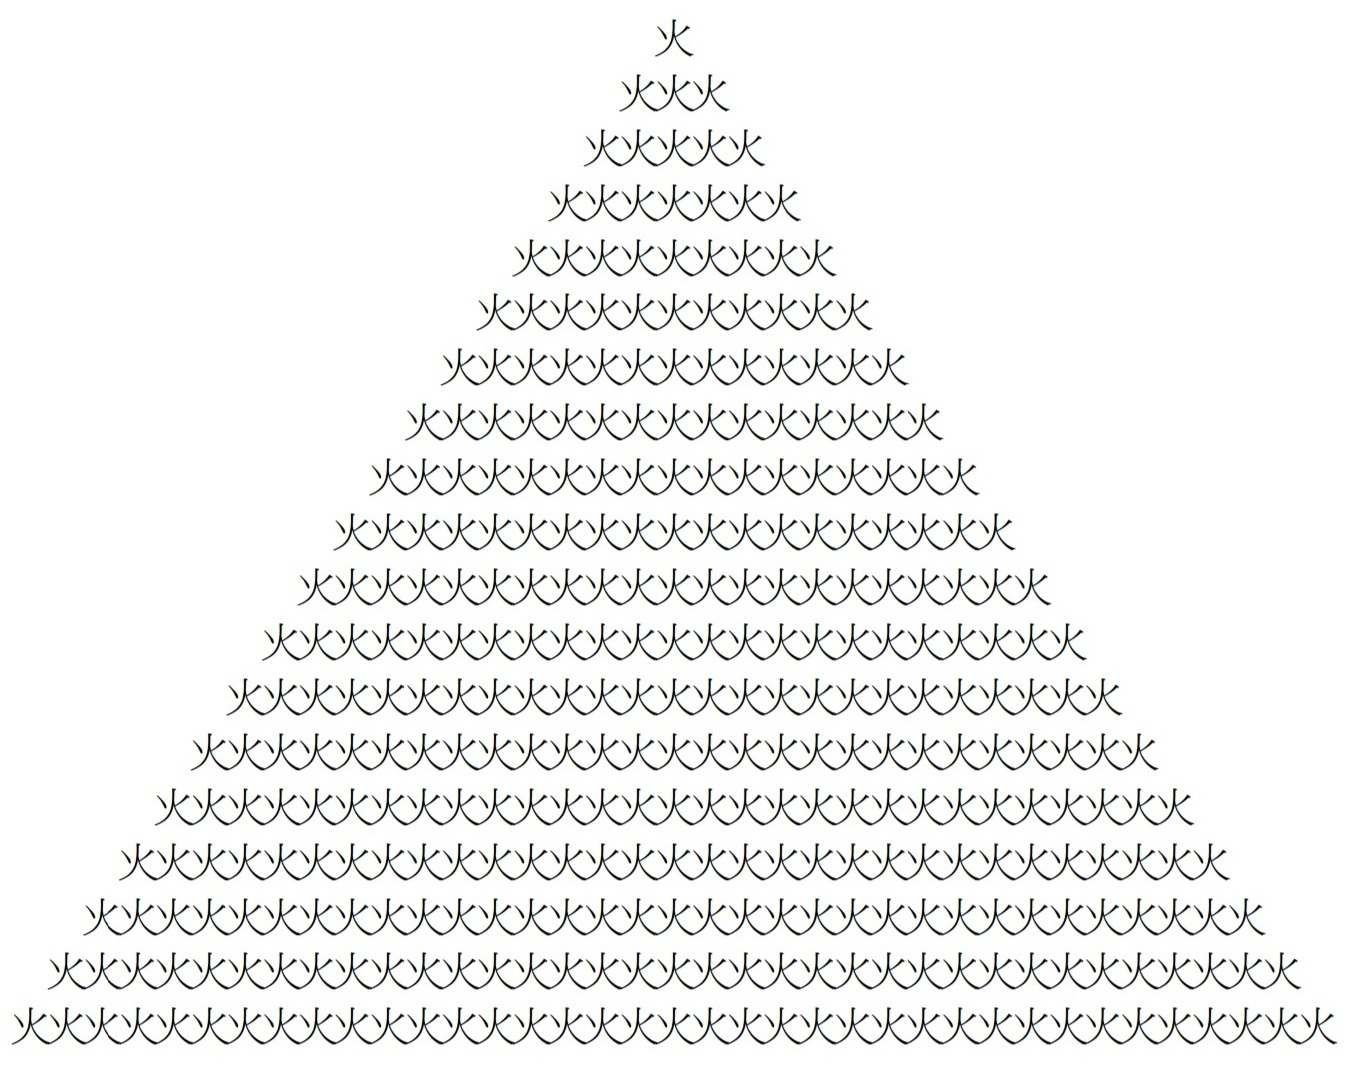 火
火火火
火火火火火
火火火火火火火
火火火火火火火火火
火火火火火火火火火火火
火火火火火火火火火火火火火
火火火火火火火火火火火火火火火
火火火火火火火火火火火火火火火火火
火火火火火火火火火火火火火火火火火火火
火火火火火火火火火火火火火火火火火火火火火
火火火火火火火火火火火火火火火火火火火火火火火
火火火火火火火火火火火火火火火火火火火火火火火火火
火火火火火火火火火火火火火火火火火火火火火火火火火火火
火火火火火火火火火火火火火火火火火火火火火火火火火火火火火
火火火火火火火火火火火火火火火火火火火火火火火火火火火火火火火
火火火火火火火火火火火火火火火火火火火火火火火火火火火火火火火火火
火火火火火火火火火火火火火火火火火火火火火火火火火火火火火火火火火火火
火火火火火火火火火火火火火火火火火火火火火火火火火火火火火火火火火火火火火